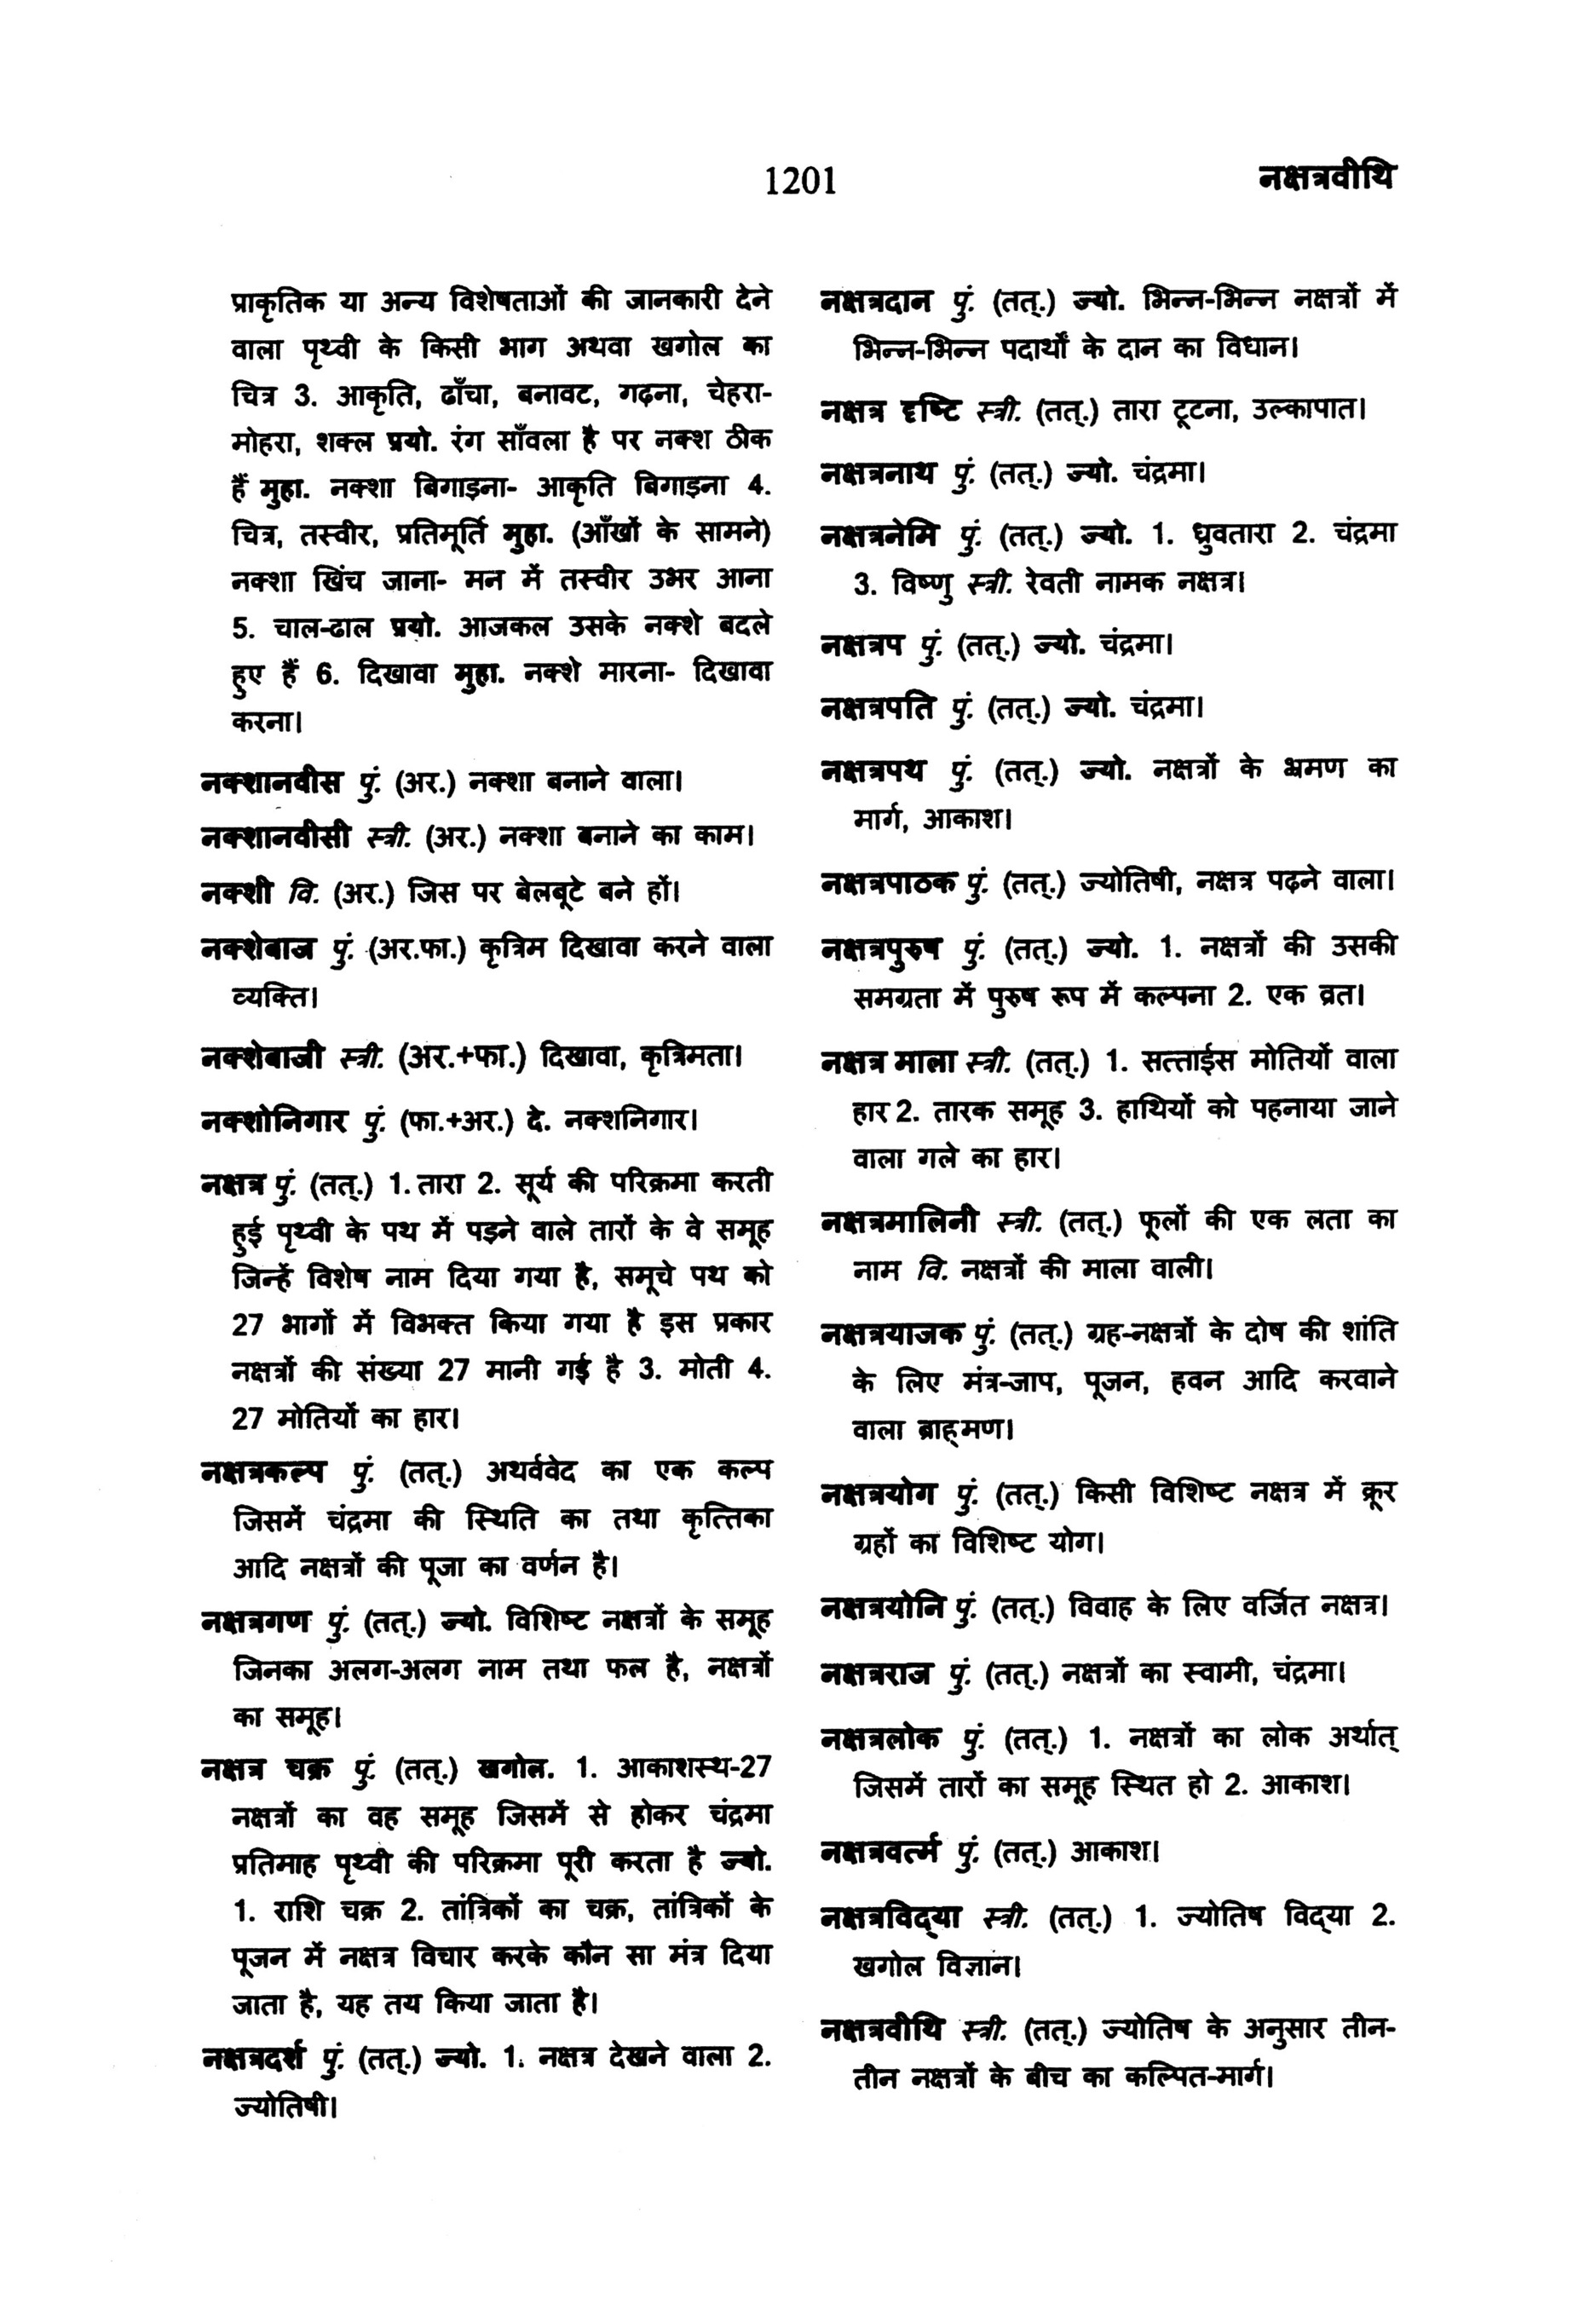 1201
नक्षत्रवीथि
प्राकृतिक या अन्य विशेषताओं की जानकारी देने
वाला पृथ्वी के किसी भाग अथवा खगोल का
चित्र 3. आकृति, ढाँचा, बनावट, गढ़ना, चेहरा-
मोहरा, शक्ल प्रयो. रंग साँवला है पर नक्श ठीक
हैं मुहा. नक्शा बिगाड़ना- आकृति बिगाड़ना 4.
चित्र, तस्वीर, प्रतिमूर्ति मुहा. (आँखों के सामने)
नक्शा खिंच जाना- मन में तस्वीर उभर आना
5. चाल-ढाल प्रयो. आजकल उसके नक्शे बदले
हुए हैं 6. दिखावा मुहा. नक्शे मारना- दिखावा
करना।
नक्शानवीस पुं. (अर.) नक्शा बनाने वाला।
नक्शानवीसी स्त्री. (अर.) नक्शा बनाने का काम।
नक्शी वि. (अर.) जिस पर बेलबूटे बने हों।
नक्शेबाज पुं. (अर.फा.) कृत्रिम दिखावा करने वाला
व्यक्ति।
नक्शेबाजी स्त्री. (अर.+फा.) दिखावा, कृत्रिमता।
नक्शोनिगार पुं. (फा.+अर.) दे. नक्शनिगार।
नक्षत्र पुं. (तत्.) 1. तारा 2. सूर्य की परिक्रमा करती
हुई पृथ्वी के पथ में पड़ने वाले तारों के वे समूह
जिन्हें विशेष नाम दिया गया है, समूचे पथ को
27 भागों में विभक्त किया गया है इस प्रकार
नक्षत्रों की संख्या 27 मानी गई है 3. मोती 4.
27 मोतियों का हार।
नक्षत्रकल्प पुं. (तत्.) अथर्ववेद का एक कल्प
जिसमें चंद्रमा की स्थिति का तथा कृत्तिका
आदि नक्षत्रों की पूजा का वर्णन है।
नक्षत्रगण पुं. (तत्.) ज्यो. विशिष्ट नक्षत्रों के समूह
जिनका अलग-अलग नाम तथा फल है, नक्षत्रों
का समूह।
नक्षत्र चक्र पुं. (तत्.) खगोल. 1. आकाशस्थ-27
नक्षत्रों का वह समूह जिसमें से होकर चंद्रमा
प्रतिमाह पृथ्वी की परिक्रमा पूरी करता है ज्यो.
1. राशि चक्र 2. तांत्रिकों का चक्र, तांत्रिकों के
पूजन में नक्षत्र विचार करके कौन सा मंत्र दिया
जाता है, यह तय किया जाता है।
नक्षत्रदर्श पुं. (तत्.) ज्यो. 1. नक्षत्र देखने वाला 2.
ज्योतिषी।
नक्षत्रदान पुं. (तत्.) ज्यो. भिन्न-भिन्न नक्षत्रों में
भिन्न-भिन्न पदार्थों के दान का विधान।
नक्षत्र दृष्टि स्त्री. (तत्.) तारा टूटना, उल्कापात।
नक्षत्रनाथ पुं. (तत्.) ज्यो. चंद्रमा।
नक्षत्रनेमि पुं. (तत्.) ज्यो. 1. ध्रुवतारा 2. चंद्रमा
3. विष्णु स्त्री. रेवती नामक नक्षत्र।
नक्षत्रप पुं. (तत्.) ज्यो. चंद्रमा।
नक्षत्रपति पुं. (तत्.) ज्यो. चंद्रमा।
नक्षत्रपथ पुं. (तत्.) ज्यो. नक्षत्रों के भ्रमण का
मार्ग, आकाश।
नक्षत्रपाठक पुं. (तत्.) ज्योतिषी, नक्षत्र पढ़ने वाला।
नक्षत्रपुरुष पुं. (तत्.) ज्यो. 1. नक्षत्रों की उसकी
समग्रता में पुरुष रूप में कल्पना 2. एक व्रत।
नक्षत्र माला स्त्री. (तत्.) 1. सत्ताईस मोतियों वाला
हार 2. तारक समूह 3. हाथियों को पहनाया जाने
वाला गले का हार।
नक्षत्रमालिनी स्त्री. (तत्.) फूलों की एक लता का
नाम वि. नक्षत्रों की माला वाली।
नक्षत्रयाजक पुं. (तत्.) ग्रह-नक्षत्रों के दोष की शांति
के लिए मंत्र-जाप, पूजन, हवन आदि करवाने
वाला ब्राह्मण।
नक्षत्रयोग पुं. (तत्.) किसी विशिष्ट नक्षत्र में क्रूर
ग्रहों का विशिष्ट योग।
नक्षत्रयोनि पुं. (तत्.) विवाह के लिए वर्जित नक्षत्र।
नक्षत्रराज पुं. (तत्.) नक्षत्रों का स्वामी, चंद्रमा।
नक्षत्रलोक पुं. (तत्.) 1. नक्षत्रों का लोक अर्थात्
जिसमें तारों का समूह स्थित हो 2. आकाश।
नक्षत्रवर्त्म पुं. (तत्.) आकाश।
नक्षत्रविद्‌या स्त्री. (तत्.) 1. ज्योतिष विद्‌या 2.
खगोल विज्ञान।
नक्षत्रवीथि स्त्री. (तत्.) ज्योतिष के अनुसार तीन-
तीन नक्षत्रों के बीच का कल्पित-मार्ग।